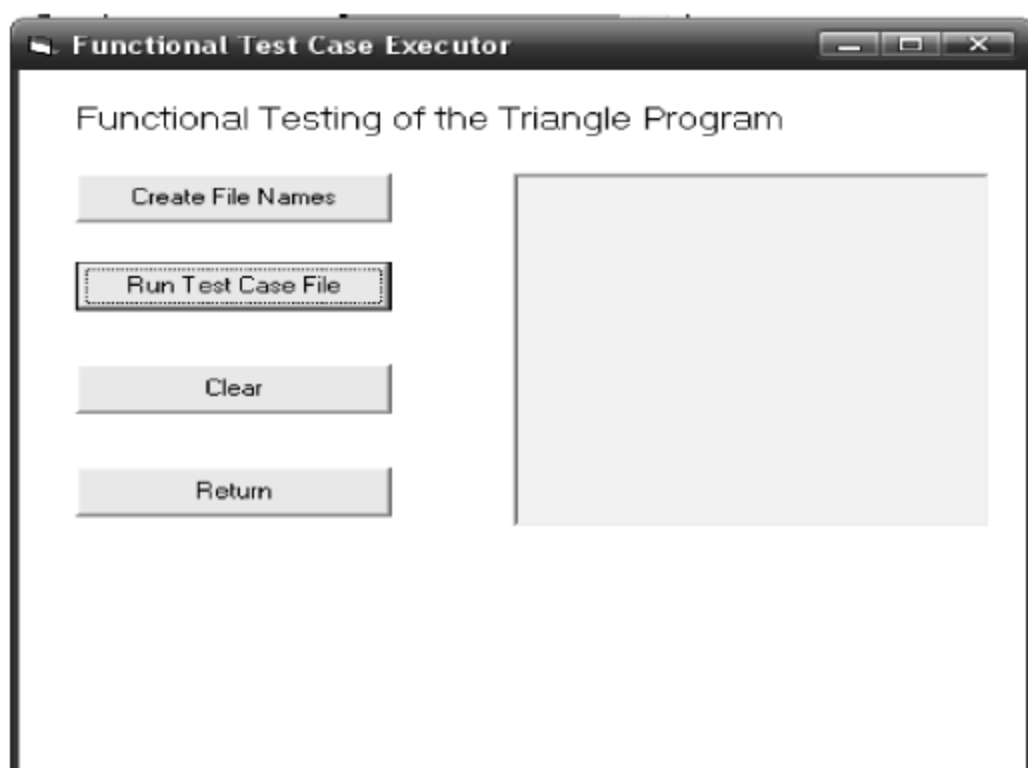 Functional Test Case Executor
Functional Testing of the Triangle Program
Create File Names
Run Test Case File
Clear
Return